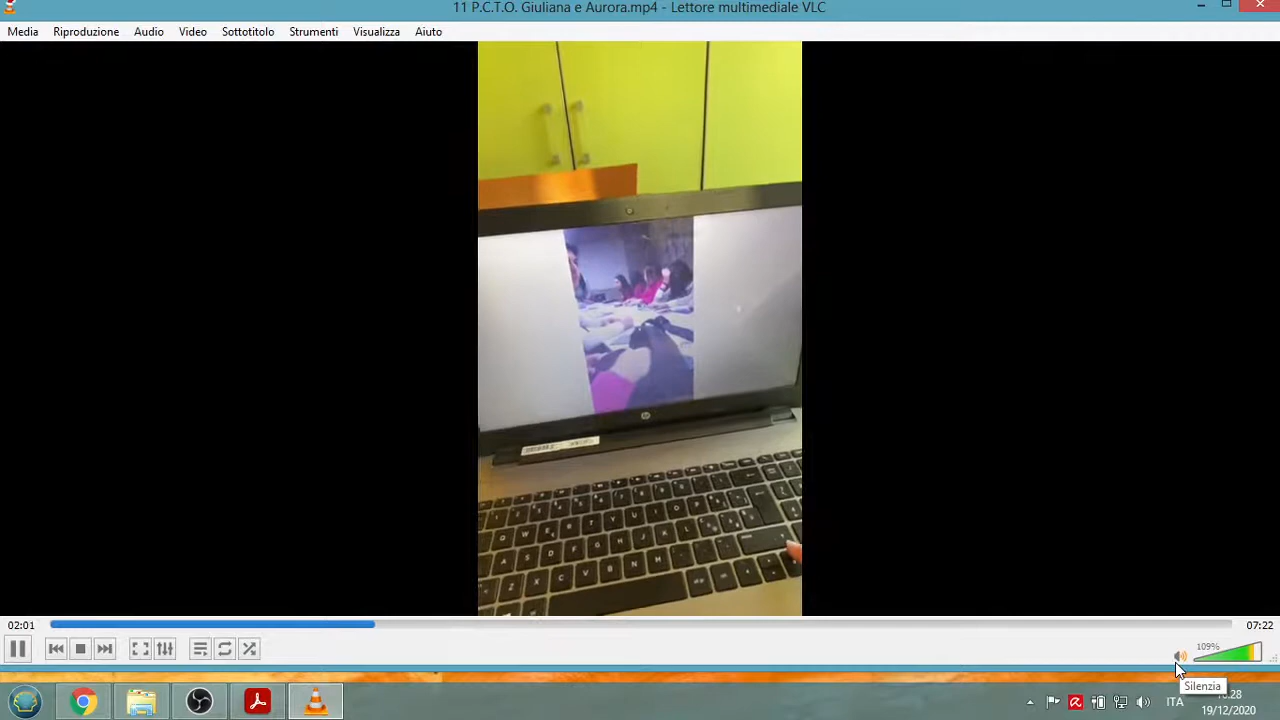 11 P.C.T.O. Giuliana e Aurora.mp4 - Lettore multimediale VLC
Media Riproduzione Audio Video Sottotitolo Strumenti Visualizza Aiuto
hp
02:01
07:22
109%
Silenzia
ITA
19/12/2020